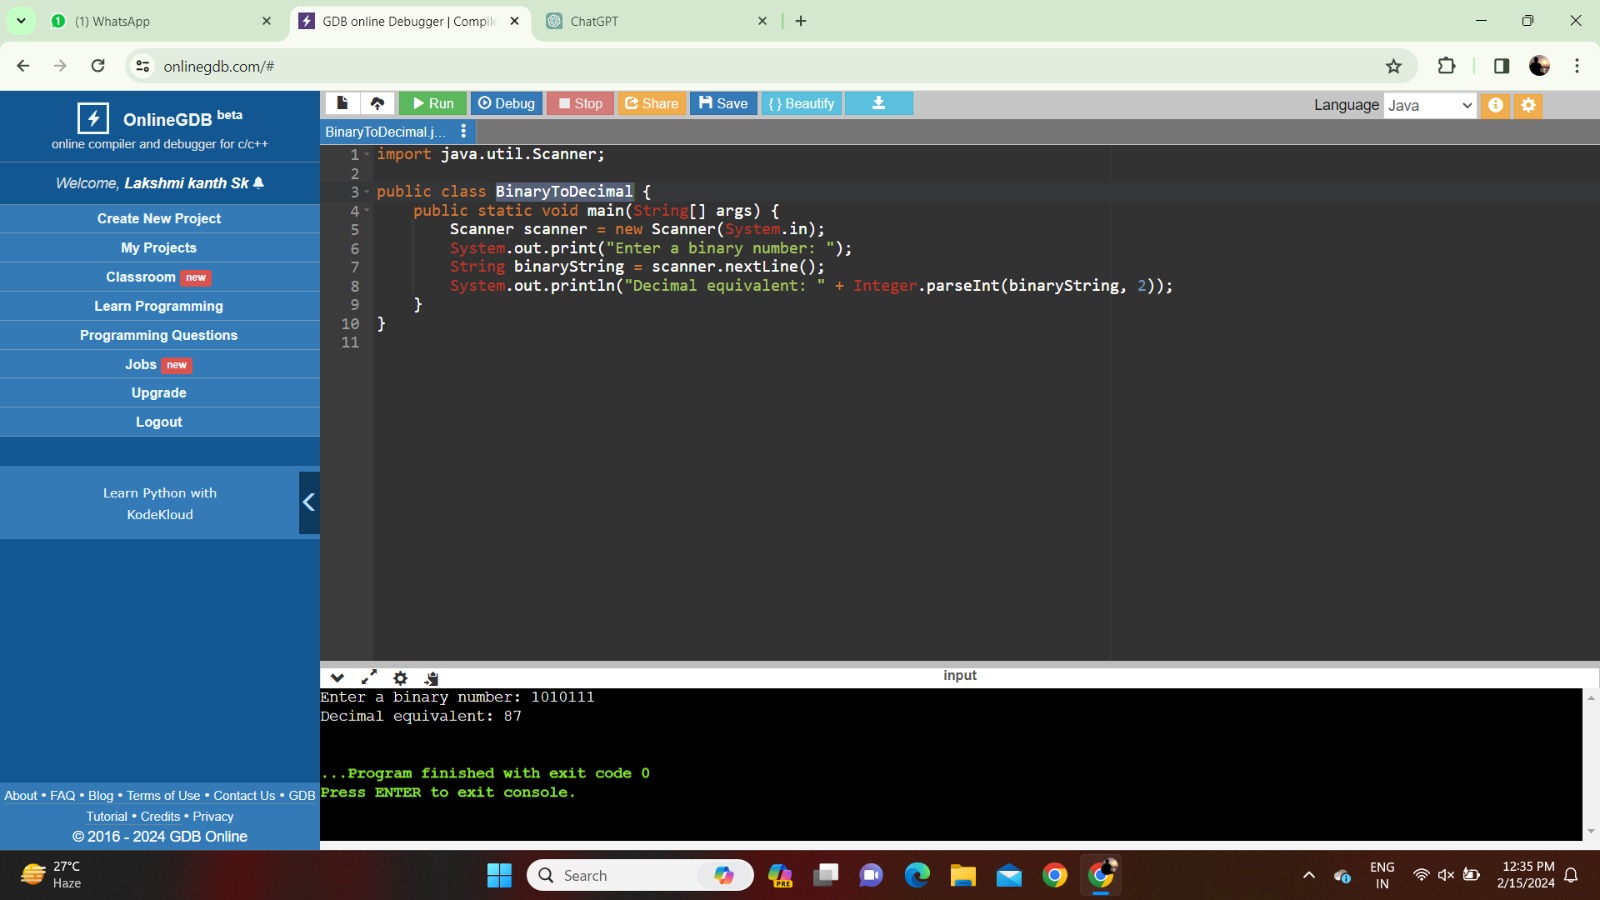 1
(1) WhatsApp
GDB online Debugger | Compile
ChatGPT
onlinegdb.com/#
OnlineGDB beta
online compiler and debugger for c/c++
Welcome, Lakshmi kanth Sk
Create New Project
My Projects
Classroom new
Learn Programming
Programming Questions
Jobs new
Upgrade
Logout
Learn Python with
KodeKloud
About • FAQ • Blog • Terms of Use • Contact Us • GDB
Tutorial • Credits • Privacy
© 2016 - 2024 GDB Online
Run Debug Stop Share Save { } Beautify
Language Java
BinaryToDecimal.j...
1 import java.util.Scanner;
2
3 public class BinaryToDecimal {
4 public static void main(String[] args) {
5 Scanner scanner = new Scanner(System.in);
6 System.out.print("Enter a binary number: ");
7 String binaryString = scanner.nextLine();
8 System.out.println("Decimal equivalent: " + Integer.parseInt(binaryString, 2));
9 }
10 }
11
input
Enter a binary number: 1010111
Decimal equivalent: 87
...Program finished with exit code 0
Press ENTER to exit console.
27°C
Haze
Search
PRE
ENG
IN
12:35 PM
2/15/2024